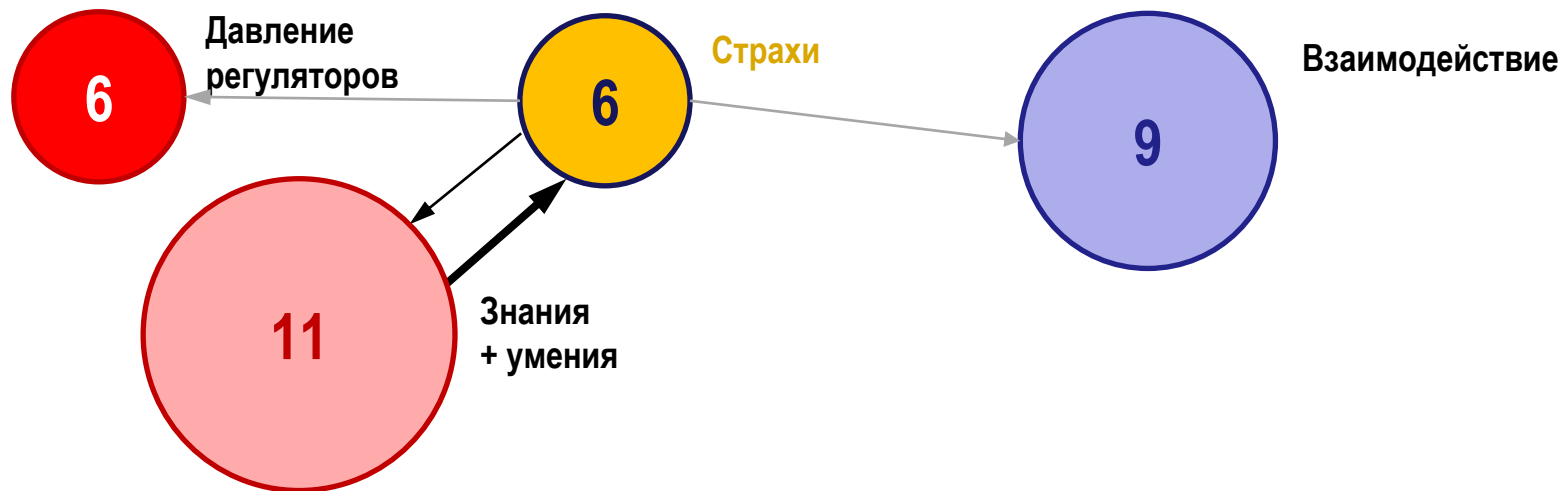 6
Давление
регуляторов
6
Страхи
9
Взаимодействие
11
Знания
+ умения